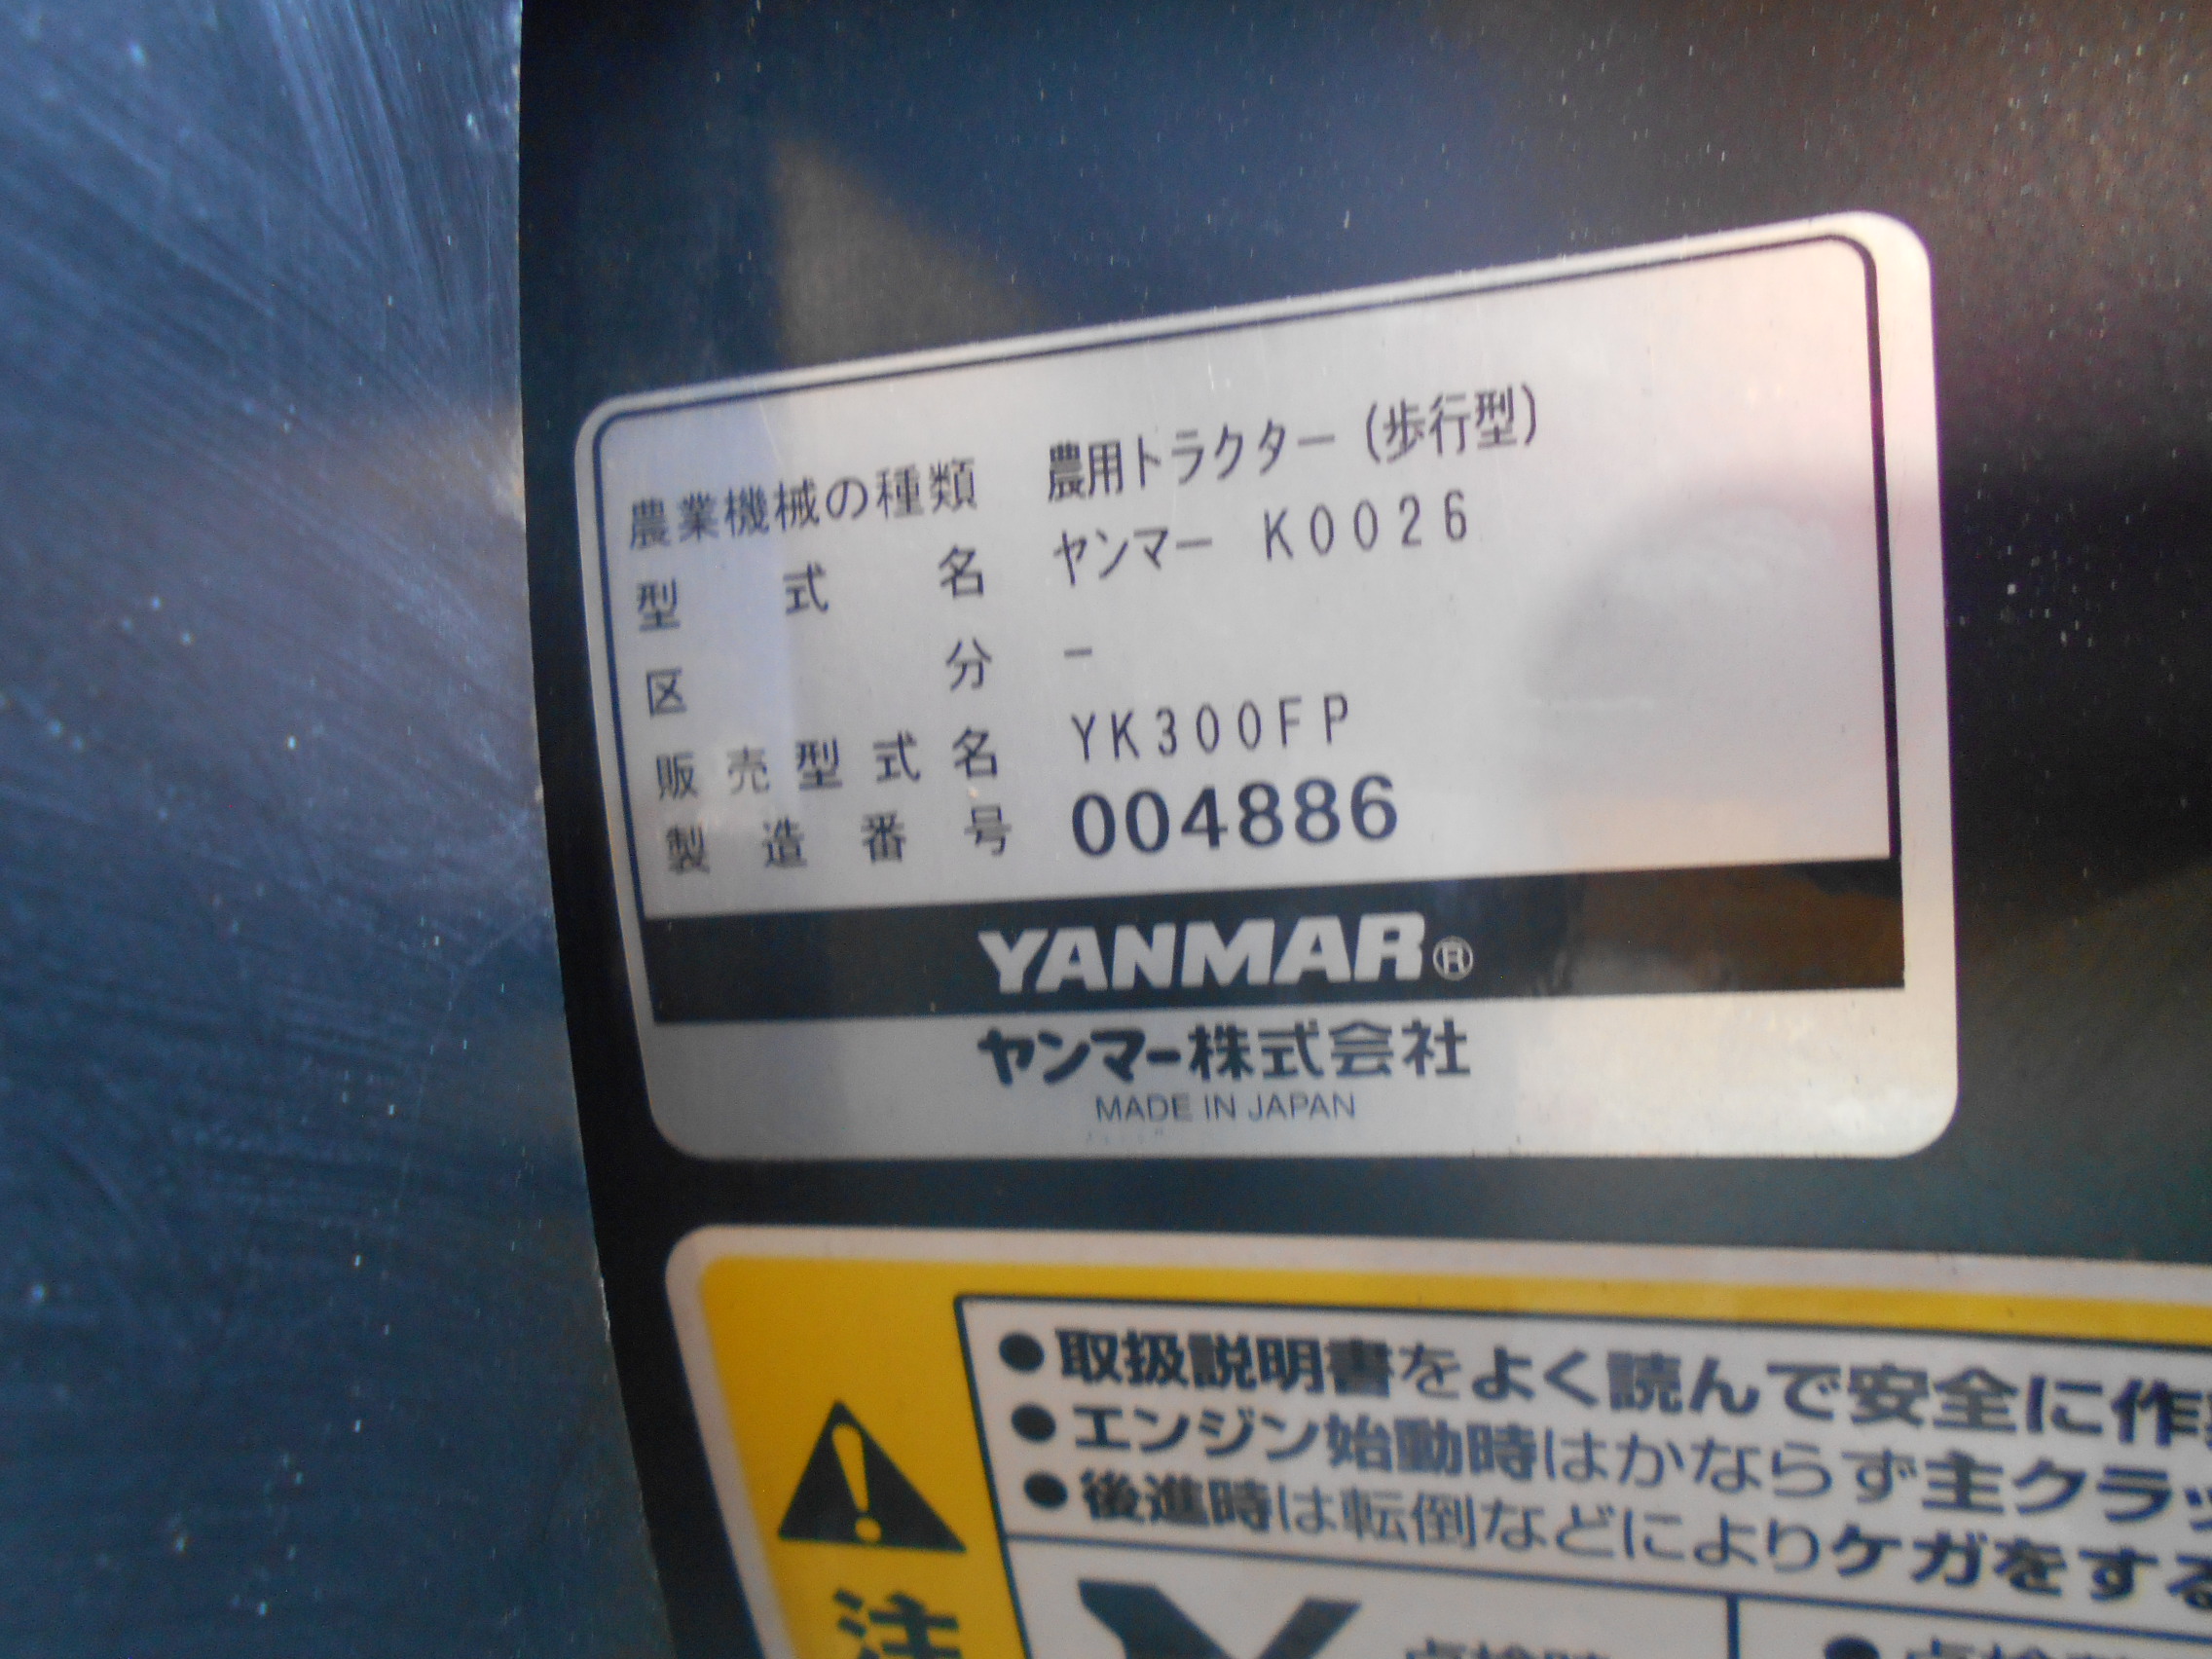 農業機械の種類 農用トラクター(歩行型)
型式名 ヤンマー K0026
区分 −
販売型式名 YK300FP
製造番号 004886
YANMAR®
ヤンマー株式会社
MADE IN JAPAN
●取扱説明書をよく読んで安全に作
●エンジン始動時はかならず主クラッ
●後進時は転倒などによりケガをする
注
点検時
●点検